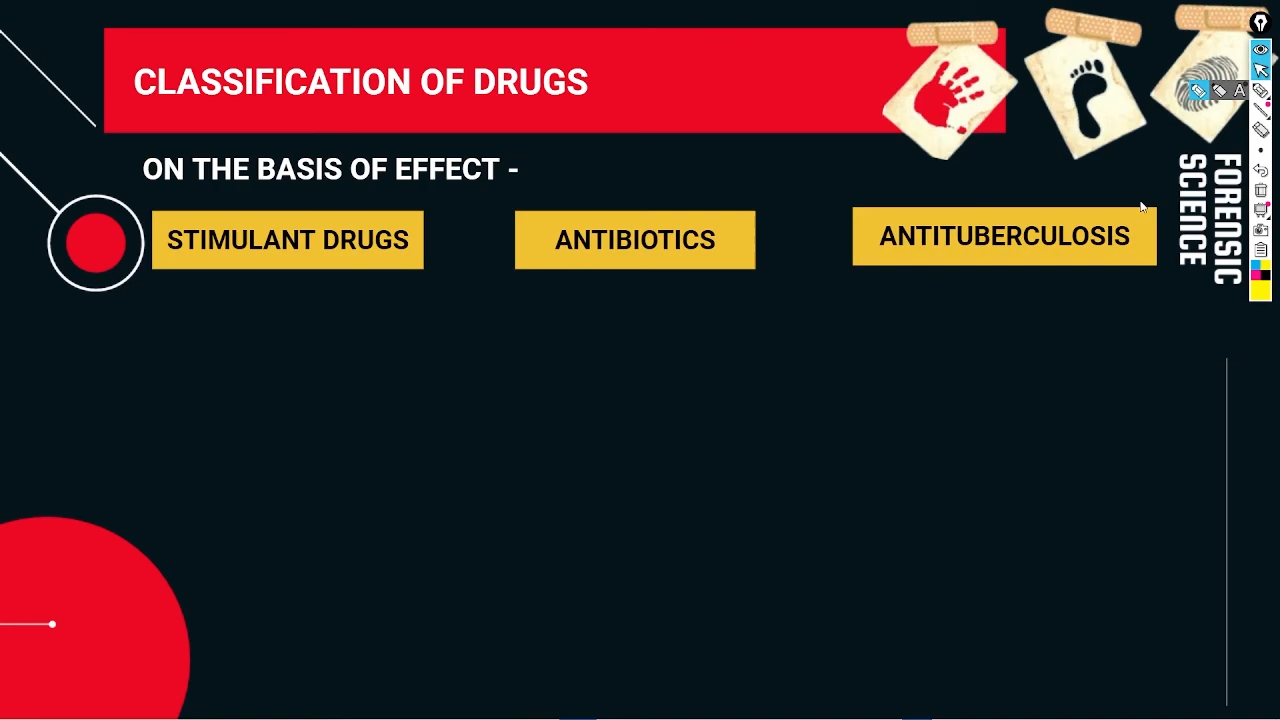 CLASSIFICATION OF DRUGS
ON THE BASIS OF EFFECT -
STIMULANT DRUGS
ANTIBIOTICS
ANTITUBERCULOSIS
FORENSIC
SCIENCE
A